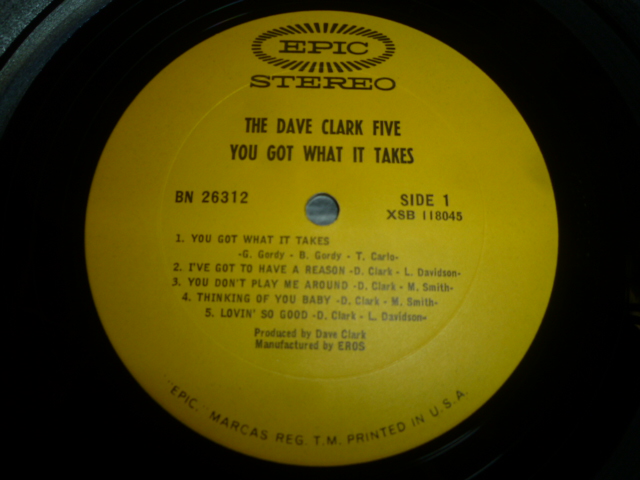 EPIC
STEREO
THE DAVE CLARK FIVE
YOU GOT WHAT IT TAKES
BN 26312
SIDE 1
XSB 118045
1. YOU GOT WHAT IT TAKES
-G. Gordy - B. Gordy - T. Carlo-
2. I'VE GOT TO HAVE A REASON -D. Clark - L. Davidson-
3. YOU DON'T PLAY ME AROUND -D. Clark - M. Smith-
4. THINKING OF YOU BABY -D. Clark - M. Smith-
5. LOVIN' SO GOOD -D. Clark - L. Davidson-
Produced by Dave Clark
Manufactured by EROS
"EPIC," MARCAS REG. T.M. PRINTED IN U.S.A.